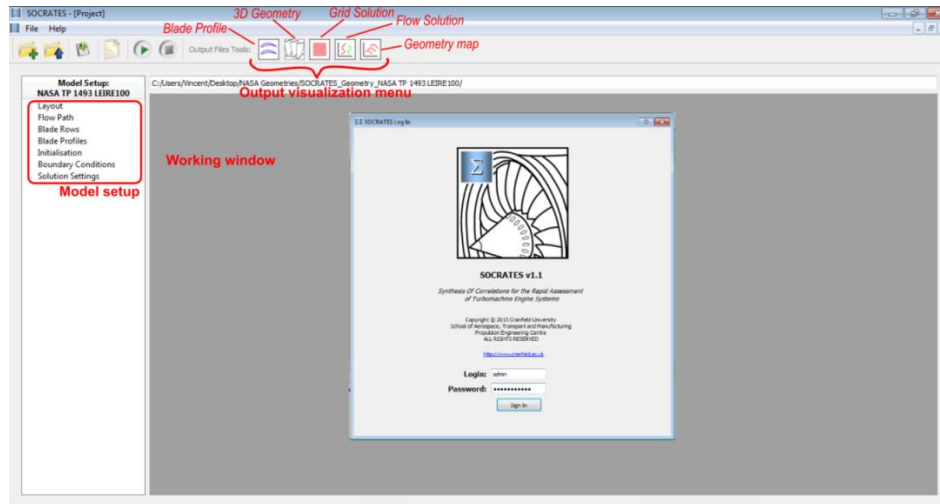 SOCRATES - [Project]
File Help
3D Geometry
Grid Solution
Blade Profile
Flow Solution
Output Files Tools:
Geometry map
Model Setup:
NASA TP 1493 LEIRE100
C:/Users/Vincent/Desktop/NASA Geometries/SOCRATES_Geometry_NASA TP 1493 LEIRE100/
Output visualization menu
Layout
Flow Path
Blade Rows
Blade Profiles
Initialisation
Boundary Conditions
Solution Settings
Model setup
Working window
SOCRATES Log In
Σ
SOCRATES v1.1
Synthesis Of Correlations for the Rapid Assessment
of Turbomachine Engine Systems
Copyright © 2015 Cranfield University
School of Aerospace, Transport and Manufacturing
Propulsion Engineering Centre
ALL RIGHTS RESERVED
http://www.cranfield.ac.uk
Login: admin
Password: •••••••••••
Sign In